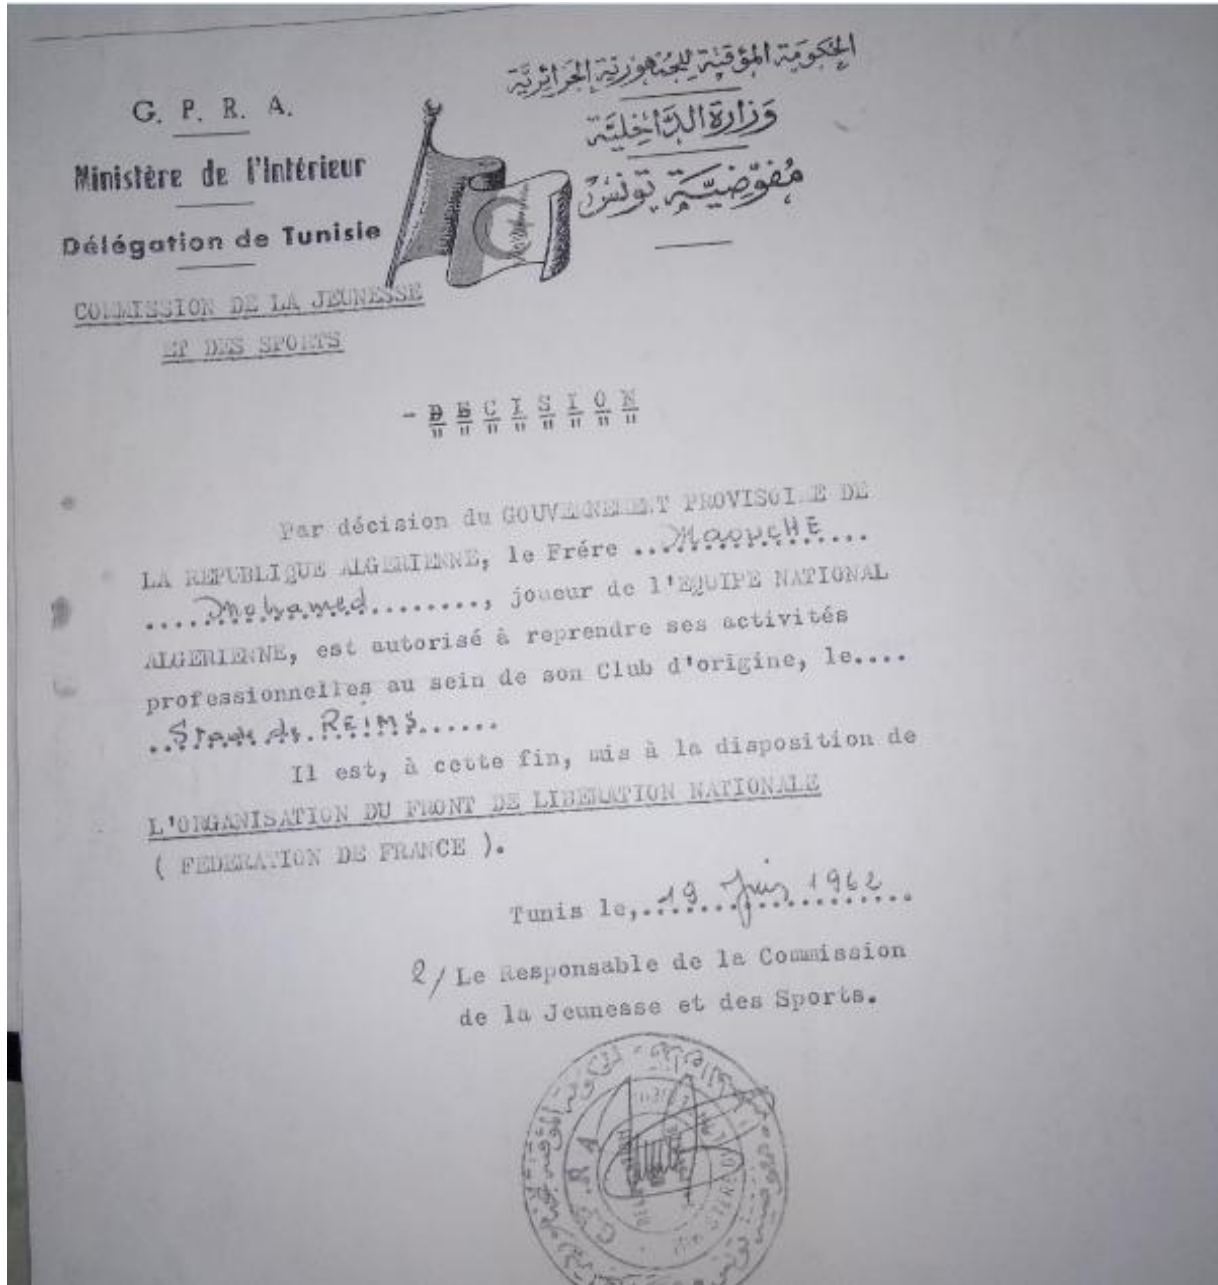 G. P. R. A.
Ministère de l'Intérieur
Délégation de Tunisie
COMMISSION DE LA JEUNESSE
ET DES SPORTS
الحكومة المؤقتة للجمهورية الجزائرية
وزارة الداخلية
مفوضية تونس
- D E C I S I O N
Par décision du GOUVERNEMENT PROVISOIRE DE
LA REPUBLIQUE ALGERIENNE, le Frére ..MAOUCHE....
....Mohamed........, joueur de l'EQUIPE NATIONAL
ALGERIENNE, est autorisé à reprendre ses activités
professionnelles au sein de son Club d'origine, le....
..Stade de REIMS......
Il est, à cette fin, mis à la disposition de
L'ORGANISATION DU FRONT DE LIBERATION NATIONALE
( FEDERATION DE FRANCE ).
Tunis le,.19 Juin 1962
/ Le Responsable de la Commission
de la Jeunesse et des Sports.
G.P.R.A